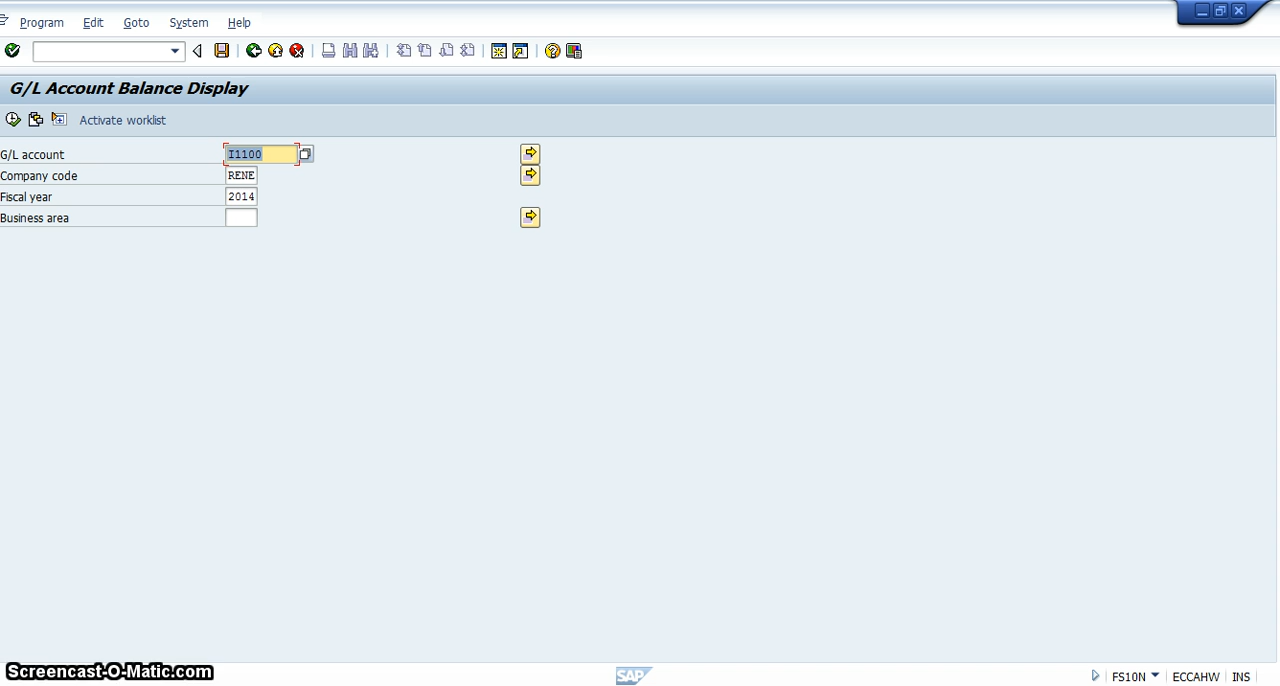 Program Edit Goto System Help
G/L Account Balance Display
Activate worklist
G/L account I1100
Company code RENE
Fiscal year 2014
Business area
Screencast-O-Matic.com SAP FS10N ECCAHW INS